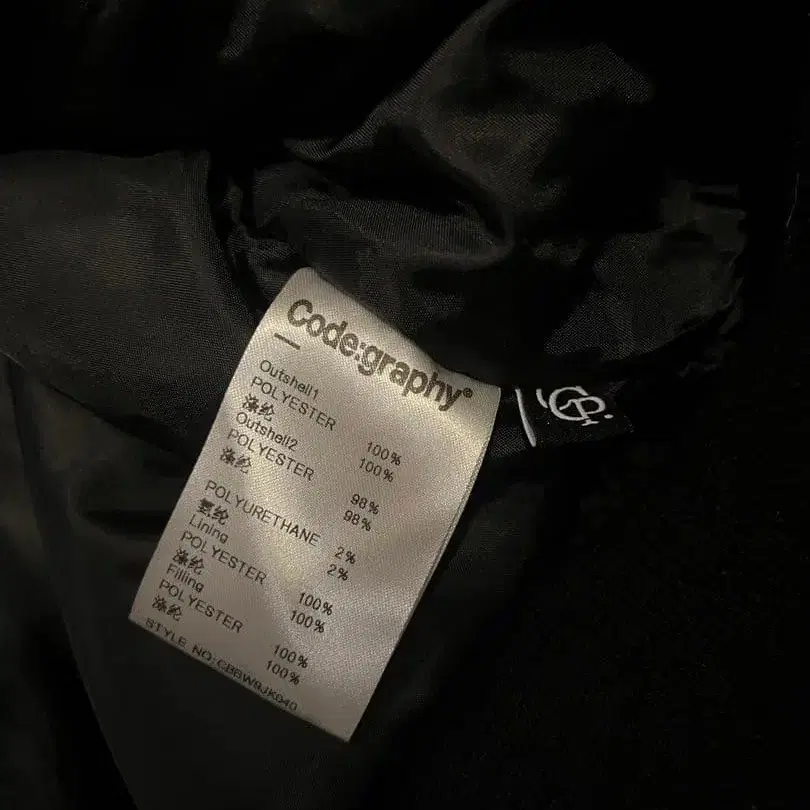 Code:graphy®
Outshell1
POLYESTER 100%
涤纶 100%
Outshell2
POLYESTER 98%
涤纶 98%
POLYURETHANE 2%
氨纶 2%
Lining
POLYESTER 100%
涤纶 100%
Filling
POLYESTER 100%
涤纶 100%
STYLE NO:CBBW9JK040